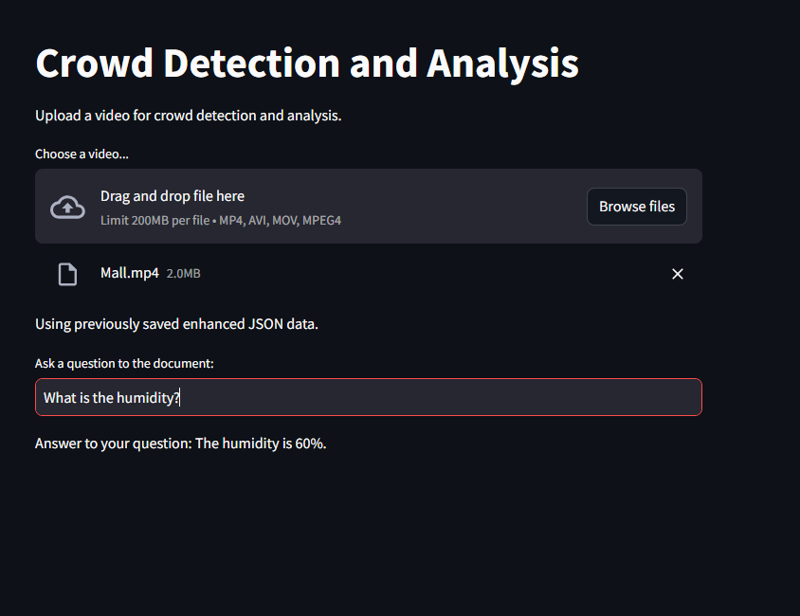 Crowd Detection and Analysis
Upload a video for crowd detection and analysis.
Choose a video...
Drag and drop file here
Limit 200MB per file • MP4, AVI, MOV, MPEG4
Browse files
Mall.mp4 2.0MB
Using previously saved enhanced JSON data.
Ask a question to the document:
What is the humidity?
Answer to your question: The humidity is 60%.